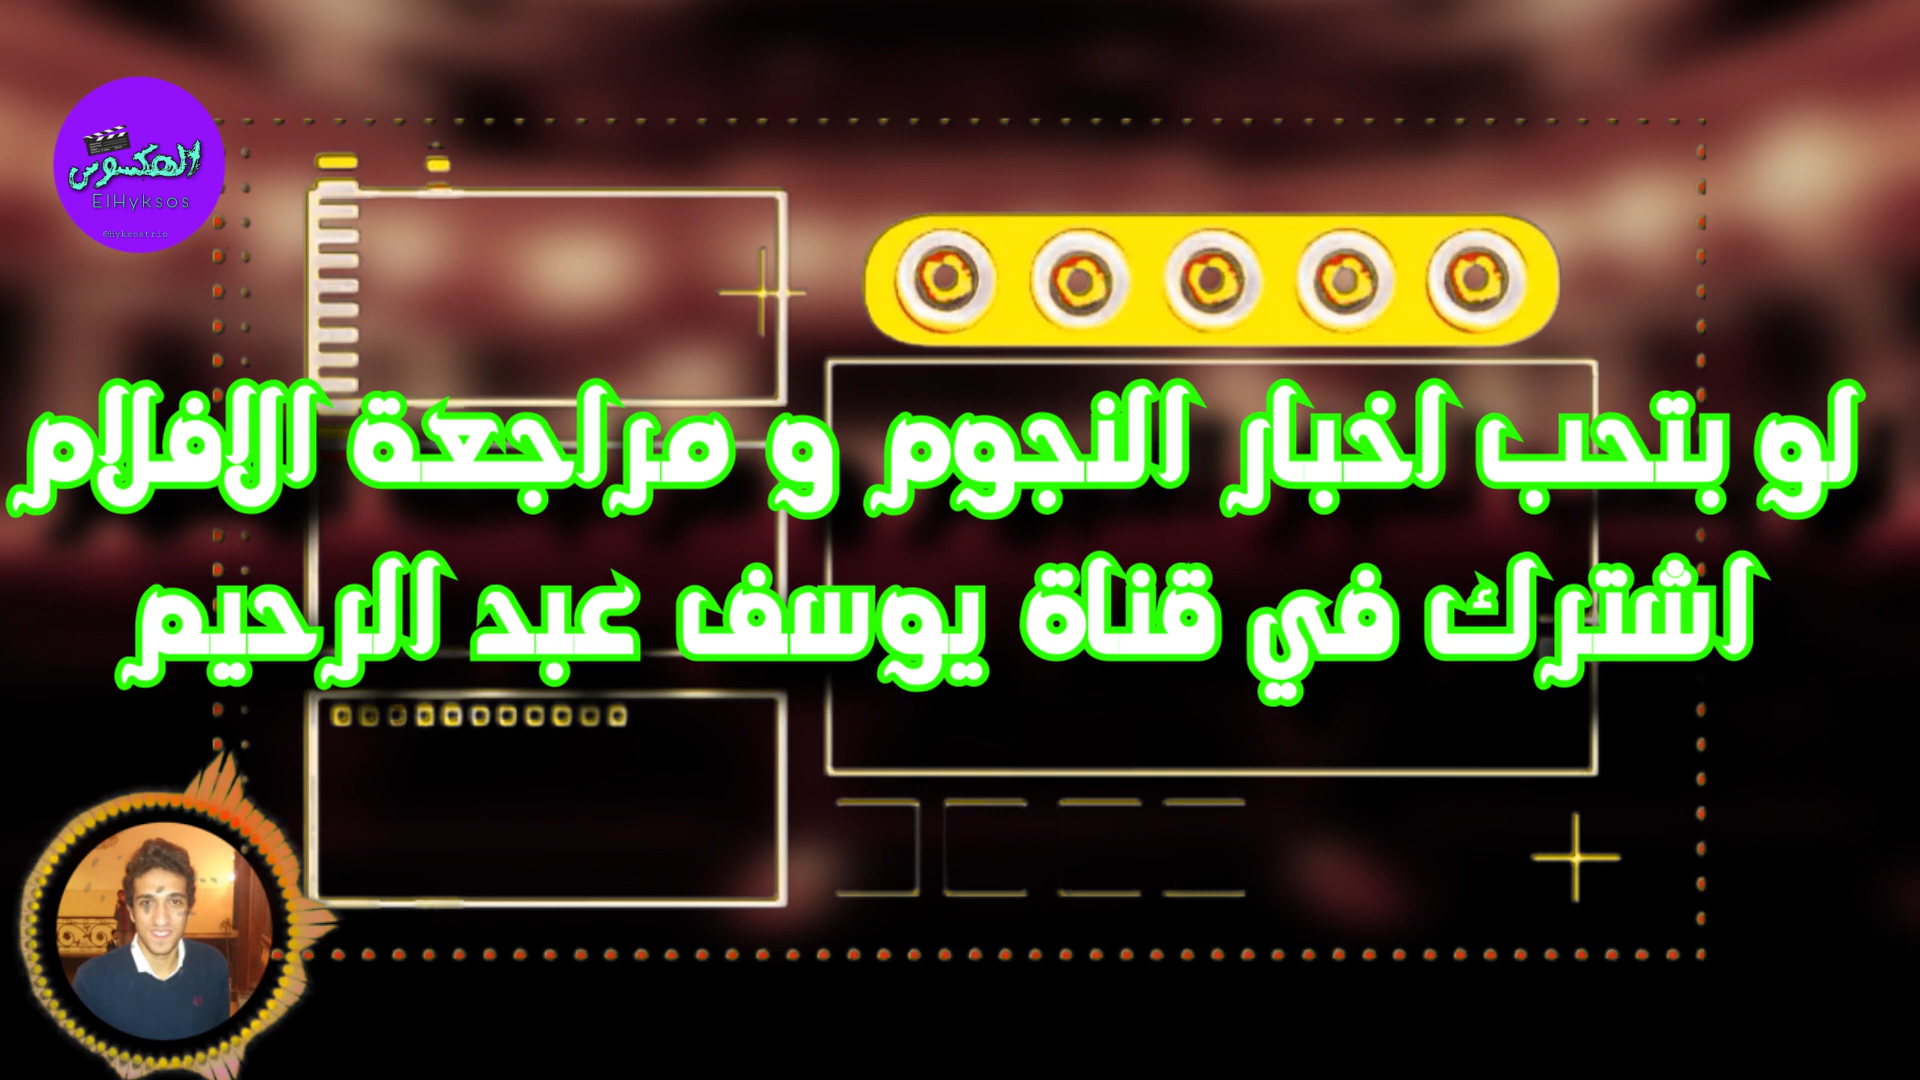 الهكسوس
ElHyksos
@Hyksostrio
لو بتحب اخبار النجوم و مراجعة الافلام
اشترك في قناة يوسف عبد الرحيم